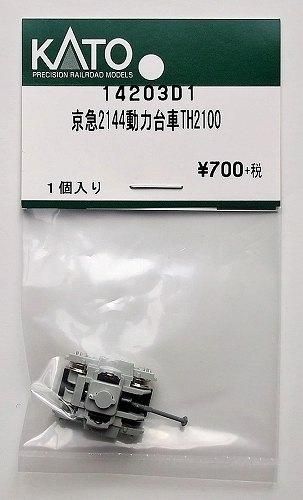 KATO
PRECISION RAILROAD MODELS
14203D1
京急2144動力台車TH2100
¥700+税
1個入り